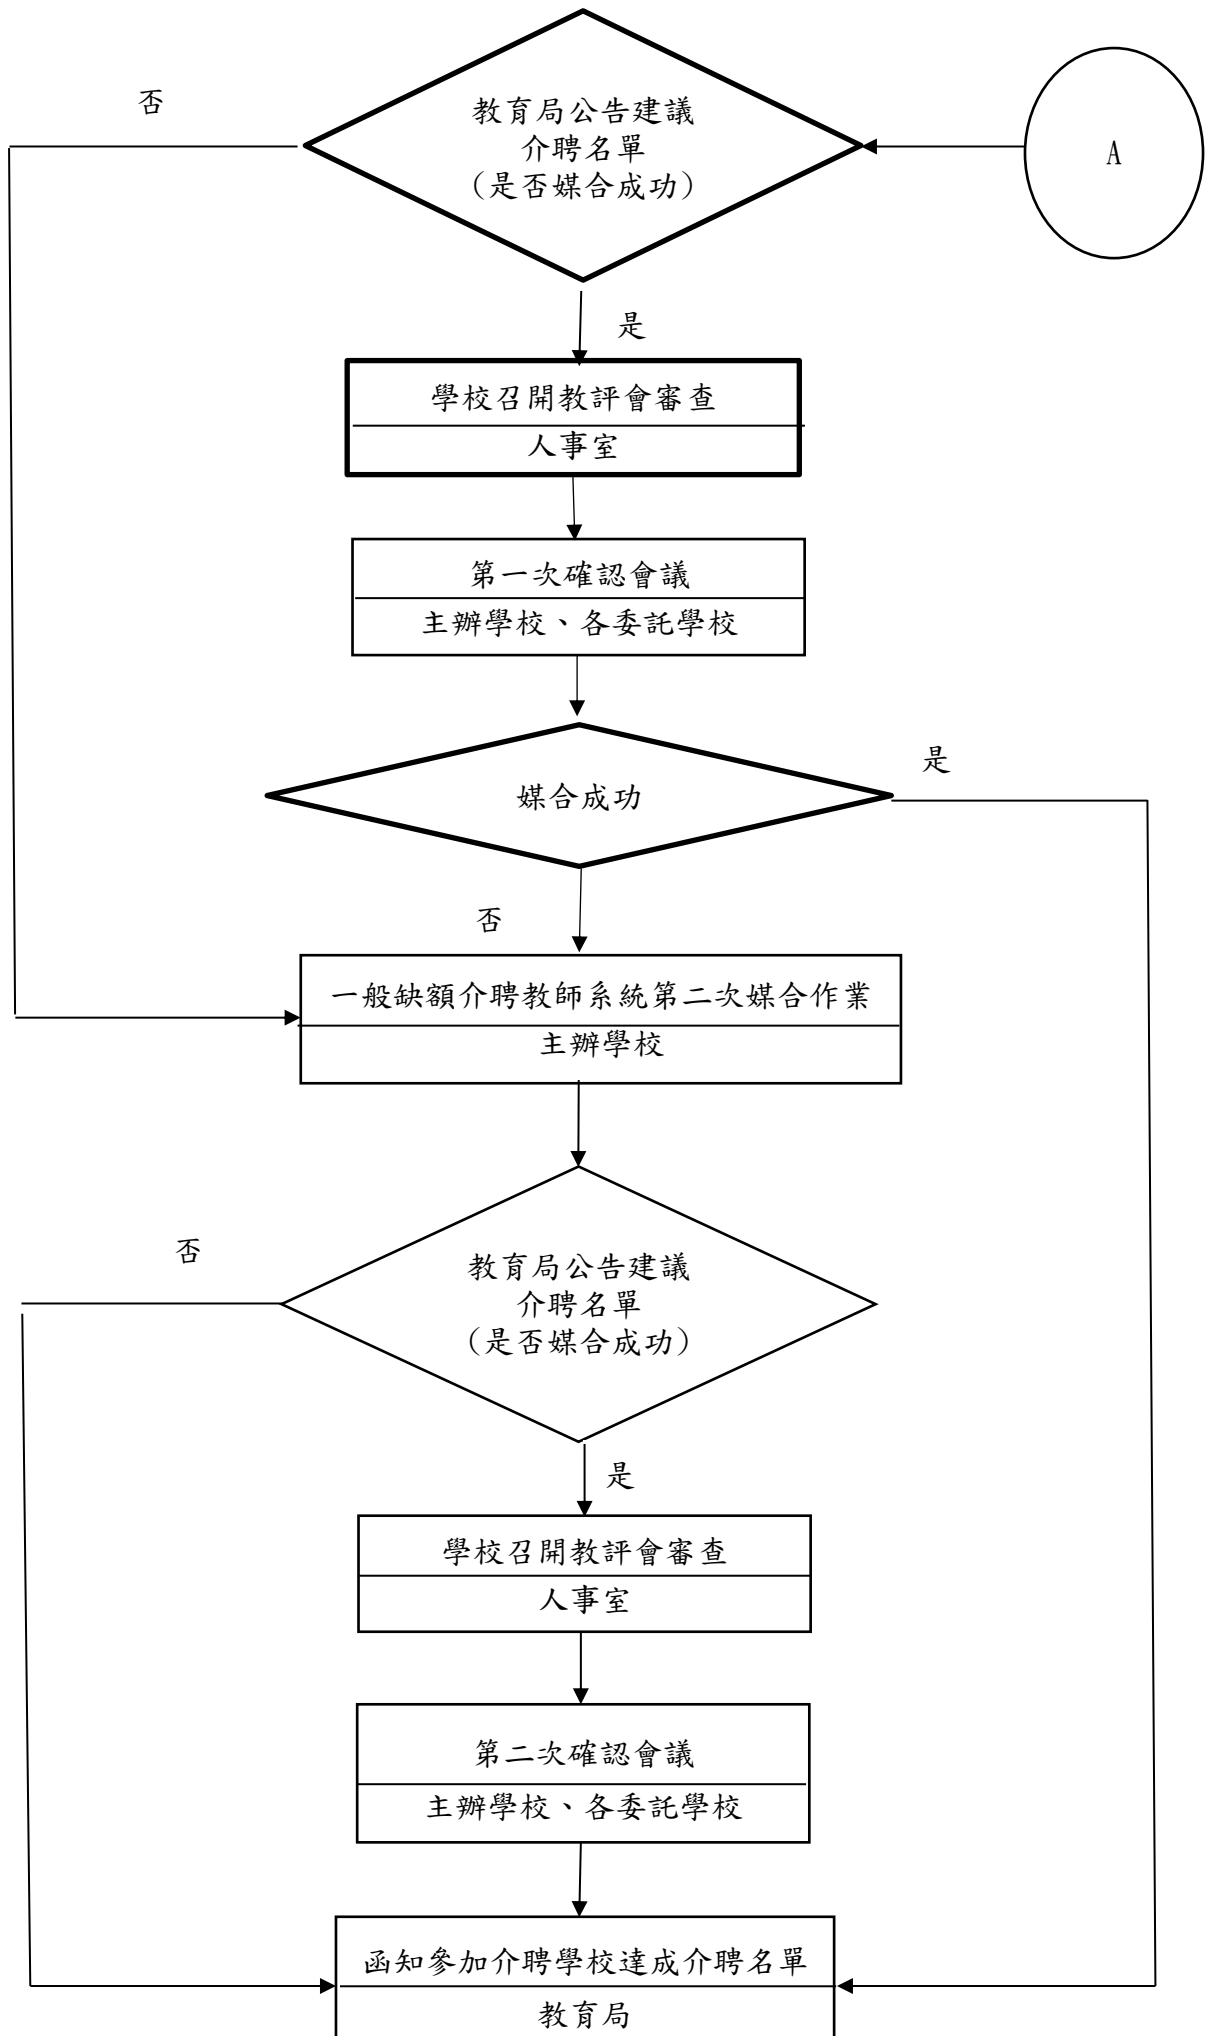 否
教育局公告建議
介聘名單
（是否媒合成功）
A
是
學校召開教評會審查
人事室
第一次確認會議
主辦學校、各委託學校
是
媒合成功
否
一般缺額介聘教師系統第二次媒合作業
主辦學校
否
教育局公告建議
介聘名單
（是否媒合成功）
是
學校召開教評會審查
人事室
第二次確認會議
主辦學校、各委託學校
函知參加介聘學校達成介聘名單
教育局